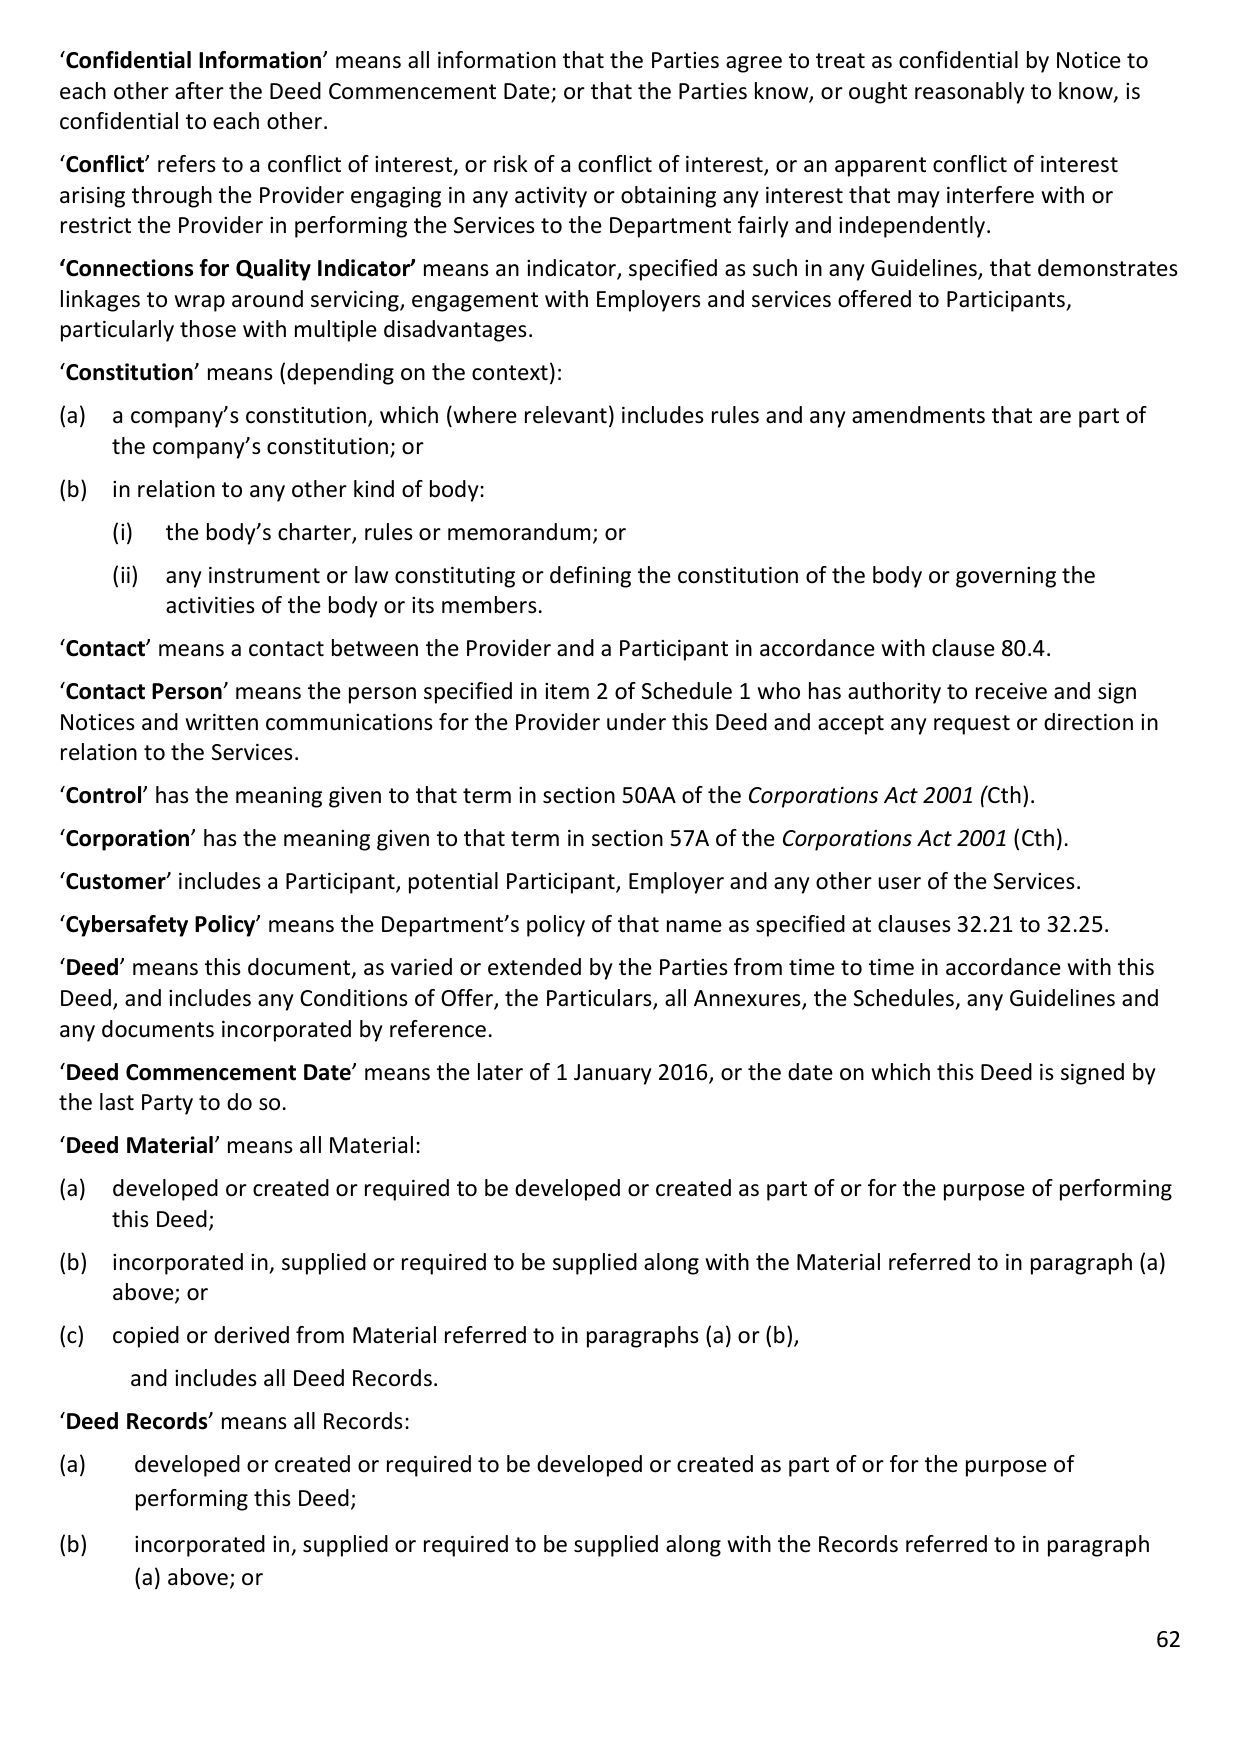 ‘Confidential Information’ means all information that the Parties agree to treat as confidential by Notice to
each other after the Deed Commencement Date; or that the Parties know, or ought reasonably to know, is
confidential to each other.
‘Conflict’ refers to a conflict of interest, or risk of a conflict of interest, or an apparent conflict of interest
arising through the Provider engaging in any activity or obtaining any interest that may interfere with or
restrict the Provider in performing the Services to the Department fairly and independently.
‘Connections for Quality Indicator’ means an indicator, specified as such in any Guidelines, that demonstrates
linkages to wrap around servicing, engagement with Employers and services offered to Participants,
particularly those with multiple disadvantages.
‘Constitution’ means (depending on the context):
(a) a company’s constitution, which (where relevant) includes rules and any amendments that are part of
the company’s constitution; or
(b) in relation to any other kind of body:
(i) the body’s charter, rules or memorandum; or
(ii) any instrument or law constituting or defining the constitution of the body or governing the
activities of the body or its members.
‘Contact’ means a contact between the Provider and a Participant in accordance with clause 80.4.
‘Contact Person’ means the person specified in item 2 of Schedule 1 who has authority to receive and sign
Notices and written communications for the Provider under this Deed and accept any request or direction in
relation to the Services.
‘Control’ has the meaning given to that term in section 50AA of the Corporations Act 2001 (Cth).
‘Corporation’ has the meaning given to that term in section 57A of the Corporations Act 2001 (Cth).
‘Customer’ includes a Participant, potential Participant, Employer and any other user of the Services.
‘Cybersafety Policy’ means the Department’s policy of that name as specified at clauses 32.21 to 32.25.
‘Deed’ means this document, as varied or extended by the Parties from time to time in accordance with this
Deed, and includes any Conditions of Offer, the Particulars, all Annexures, the Schedules, any Guidelines and
any documents incorporated by reference.
‘Deed Commencement Date’ means the later of 1 January 2016, or the date on which this Deed is signed by
the last Party to do so.
‘Deed Material’ means all Material:
(a) developed or created or required to be developed or created as part of or for the purpose of performing
this Deed;
(b) incorporated in, supplied or required to be supplied along with the Material referred to in paragraph (a)
above; or
(c) copied or derived from Material referred to in paragraphs (a) or (b),
and includes all Deed Records.
‘Deed Records’ means all Records:
(a) developed or created or required to be developed or created as part of or for the purpose of
performing this Deed;
(b) incorporated in, supplied or required to be supplied along with the Records referred to in paragraph
(a) above; or
62